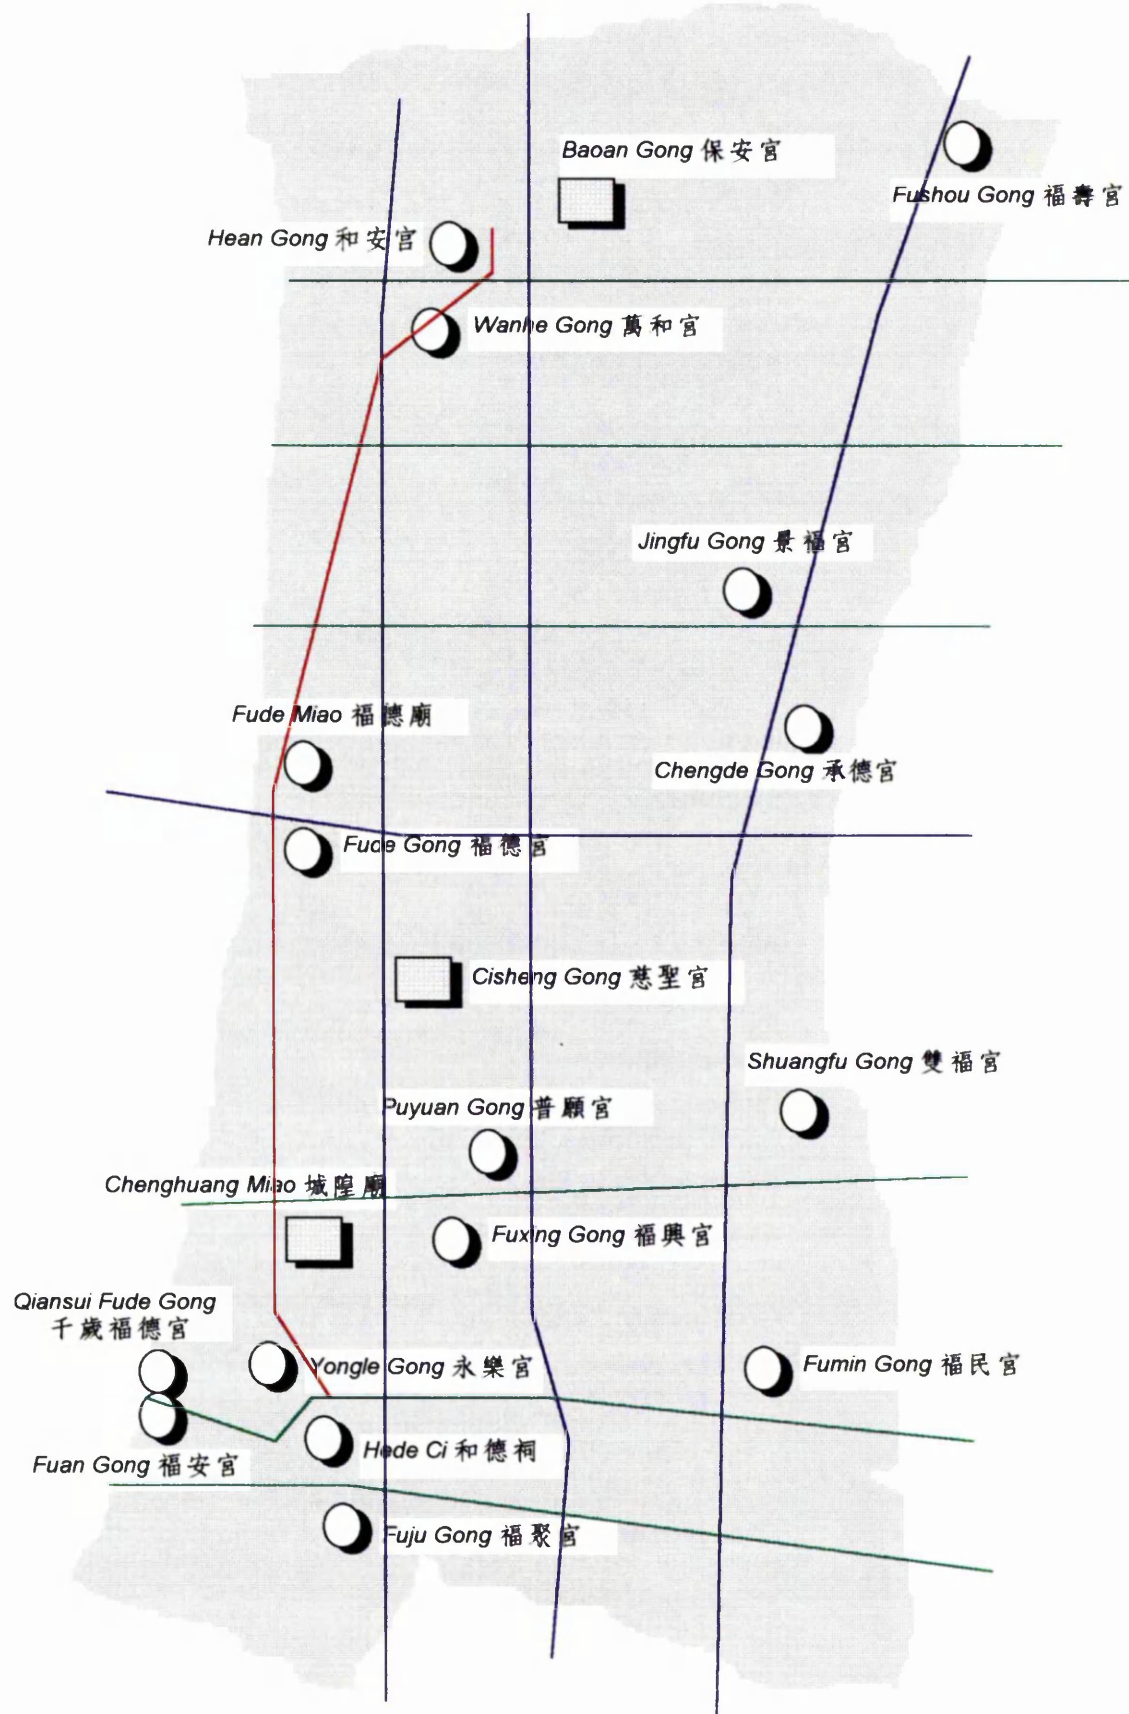 Baoan Gong 保安宮
Fushou Gong 福壽宮
Hean Gong 和安宮
Wanhe Gong 萬和宮
Jingfu Gong 景福宮
Fude Miao 福德廟
Chengde Gong 承德宮
Fude Gong 福德宮
Cisheng Gong 慈聖宮
Shuangfu Gong 雙福宮
Puyuan Gong 普願宮
Chenghuang Miao 城隍廟
Fuxing Gong 福興宮
Qiansui Fude Gong
千歲福德宮
Yongle Gong 永樂宮
Fumin Gong 福民宮
Hede Ci 和德祠
Fuan Gong 福安宮
Fuju Gong 福聚宮